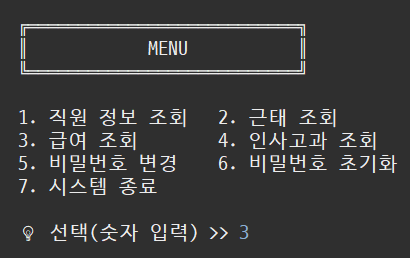 MENU
1. 직원 정보 조회 2. 근태 조회
3. 급여 조회 4. 인사고과 조회
5. 비밀번호 변경 6. 비밀번호 초기화
7. 시스템 종료
선택(숫자 입력) >> 3